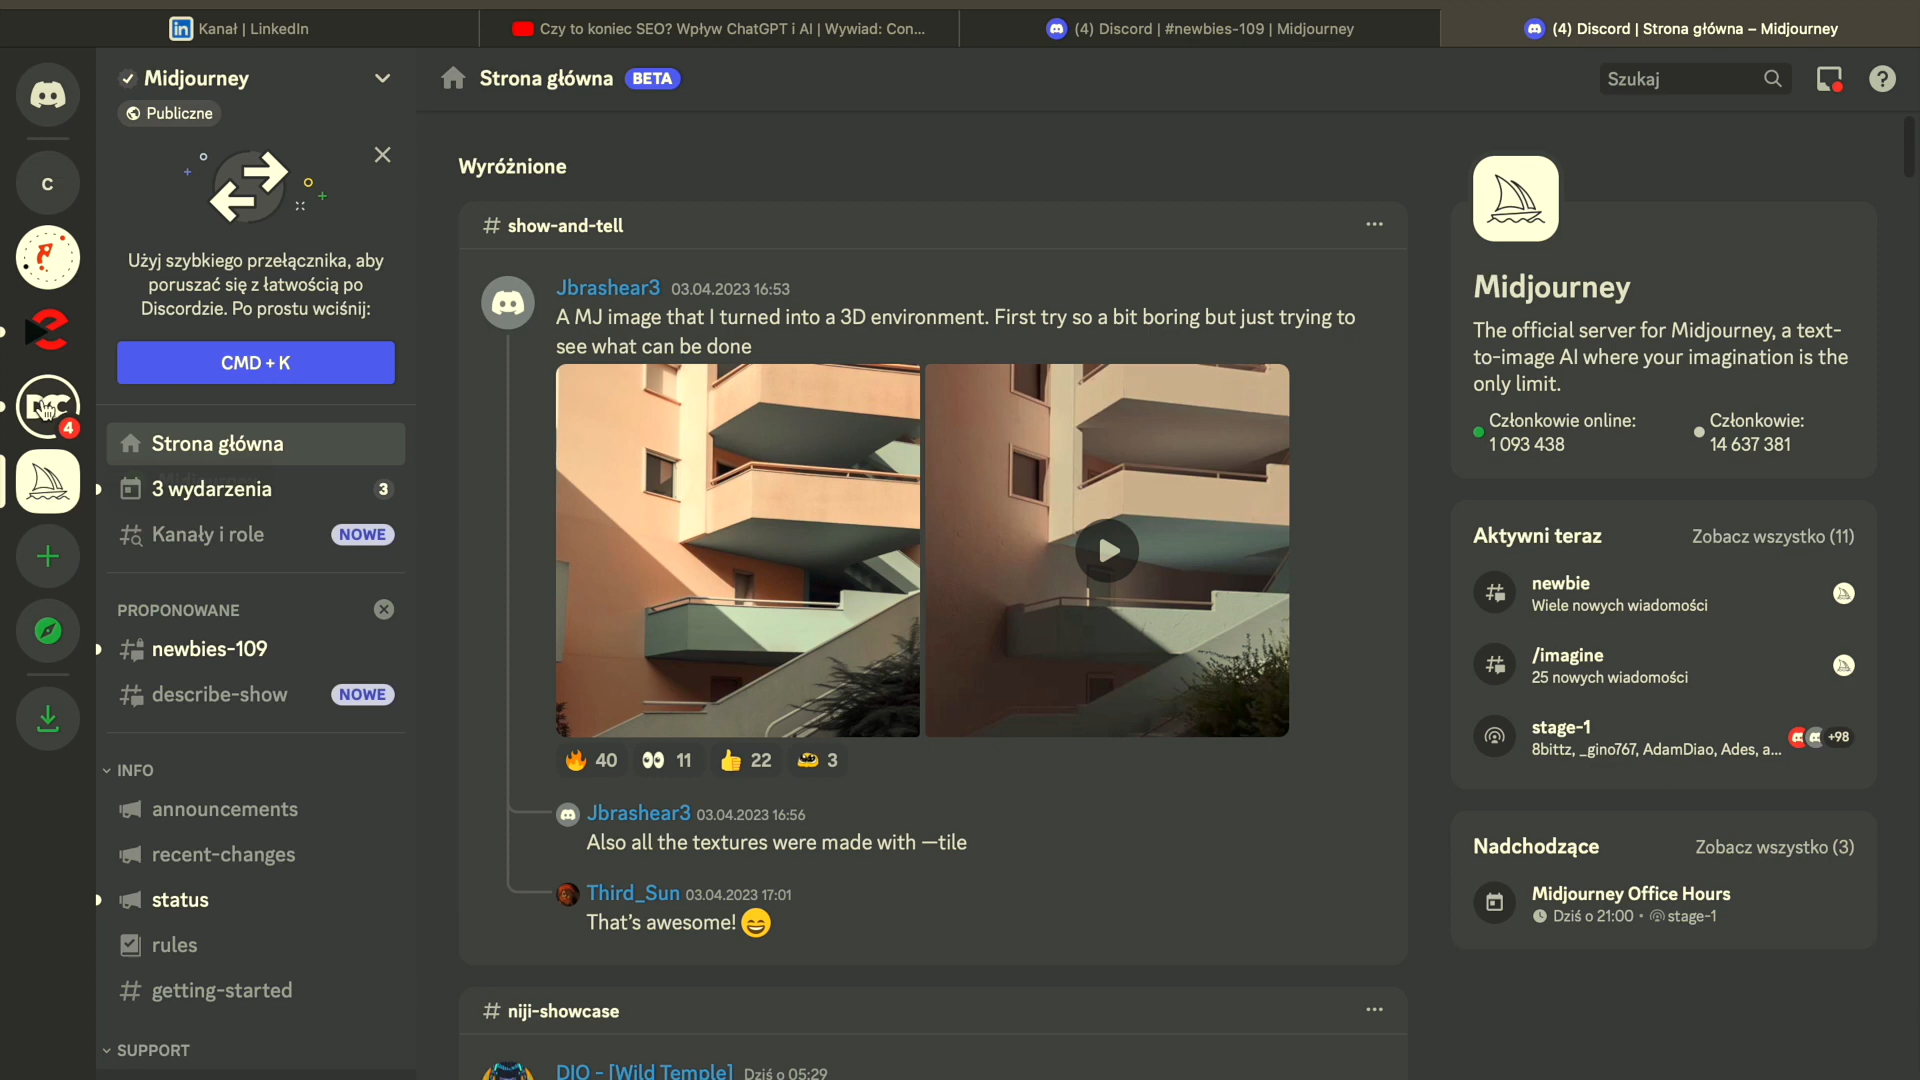 Kanał | LinkedIn
Czy to koniec SEO? Wpływ ChatGPT i AI | Wywiad: Con...
(4) Discord | #newbies-109 | Midjourney
(4) Discord | Strona główna – Midjourney
Midjourney
Publiczne
Użyj szybkiego przełącznika, aby
poruszać się z łatwością po
Discordzie. Po prostu wciśnij:
CMD + K
Strona główna
3 wydarzenia 3
Kanały i role NOWE
PROPONOWANE
newbies-109
describe-show NOWE
INFO
announcements
recent-changes
status
rules
getting-started
SUPPORT
C
4
Strona główna BETA
Szukaj
Wyróżnione
# show-and-tell
Jbrashear3 03.04.2023 16:53
A MJ image that I turned into a 3D environment. First try so a bit boring but just trying to
see what can be done
40 11 22 3
Jbrashear3 03.04.2023 16:56
Also all the textures were made with —tile
Third_Sun 03.04.2023 17:01
That's awesome!
# niji-showcase
DIO - [Wild Temple] Dziś o 05:29
Midjourney
The official server for Midjourney, a text-
to-image AI where your imagination is the
only limit.
Członkowie online:
1 093 438
Członkowie:
14 637 381
Aktywni teraz
Zobacz wszystko (11)
newbie
Wiele nowych wiadomości
/imagine
25 nowych wiadomości
stage-1
8bittz, _gino767, AdamDiao, Ades, a...
+98
Nadchodzące
Zobacz wszystko (3)
Midjourney Office Hours
Dziś o 21:00 • stage-1